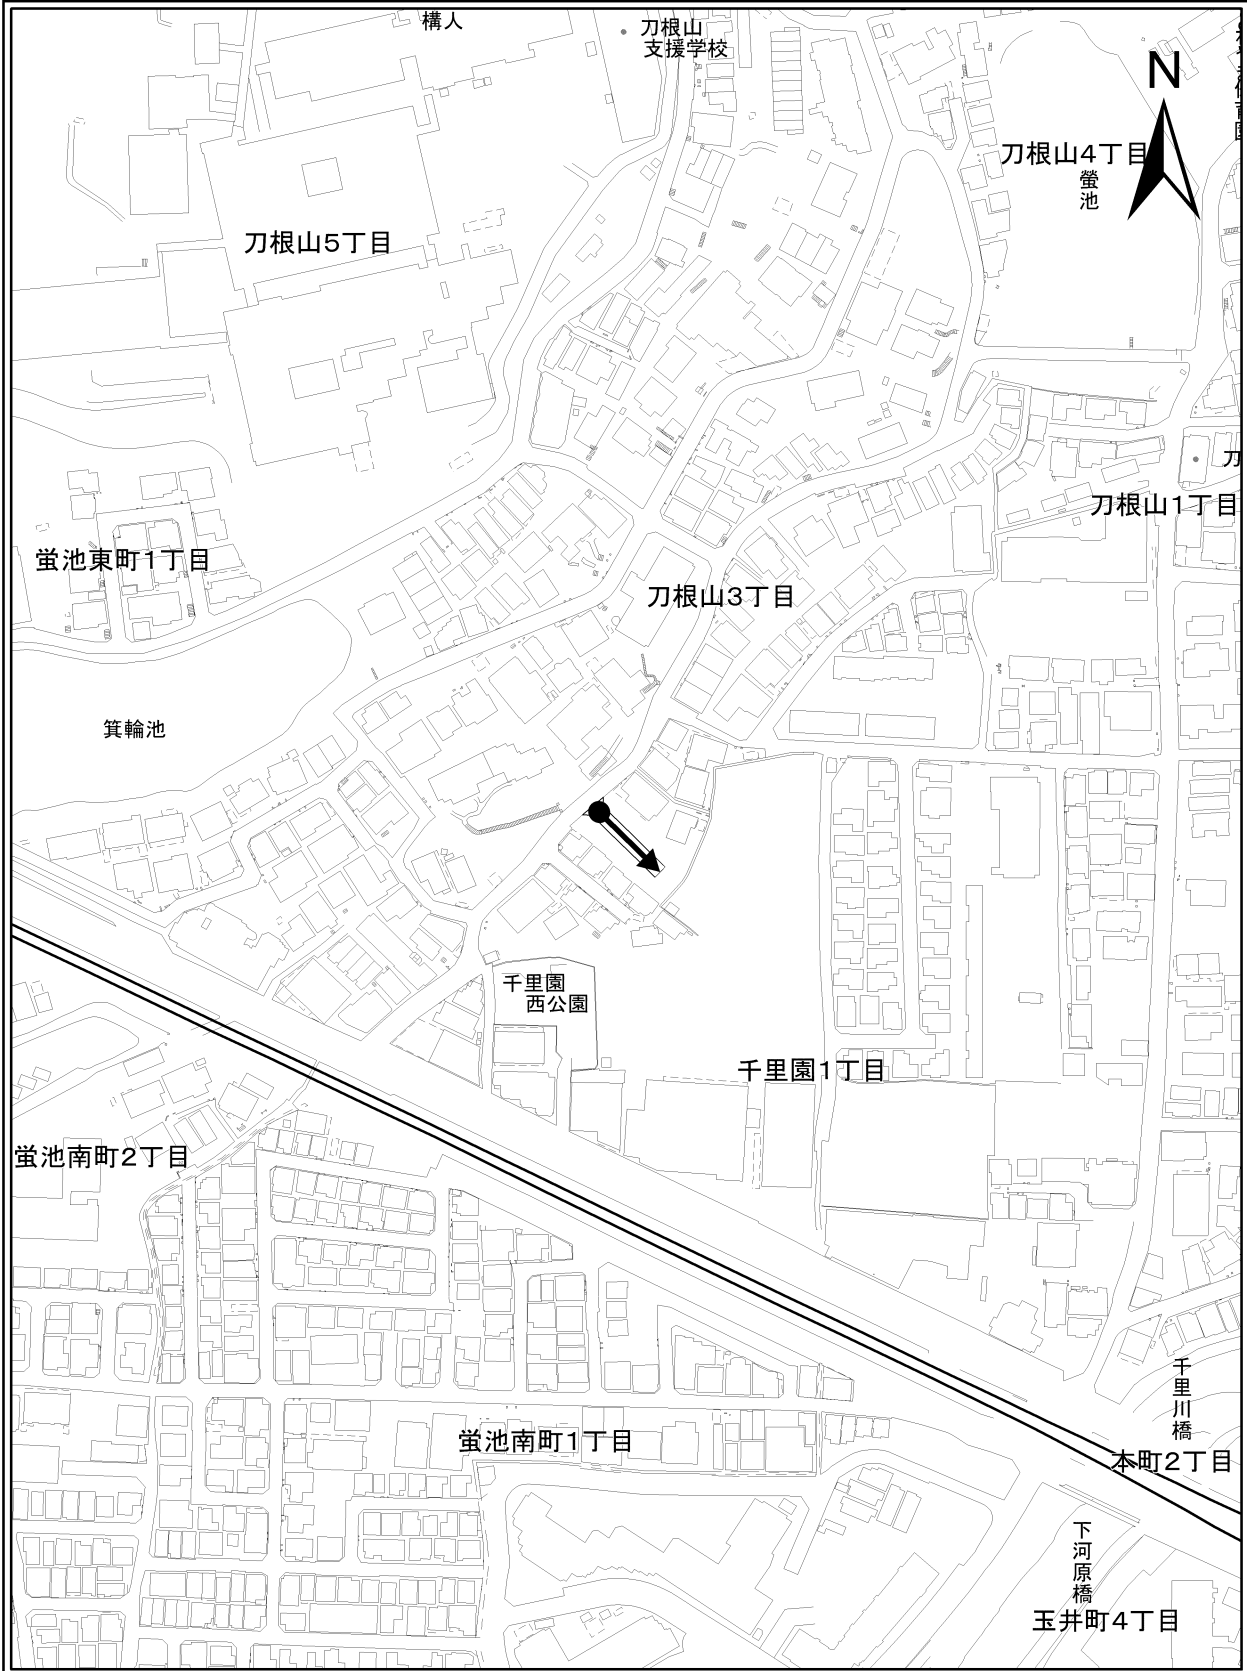 構人
刀根山
支援学校
N
刀根山4丁目
螢池
刀根山5丁目
刀
刀根山1丁目
蛍池東町1丁目
刀根山3丁目
箕輪池
千里園
西公園
千里園1丁目
蛍池南町2丁目
千里川橋
蛍池南町1丁目
本町2丁目
下河原橋
玉井町4丁目